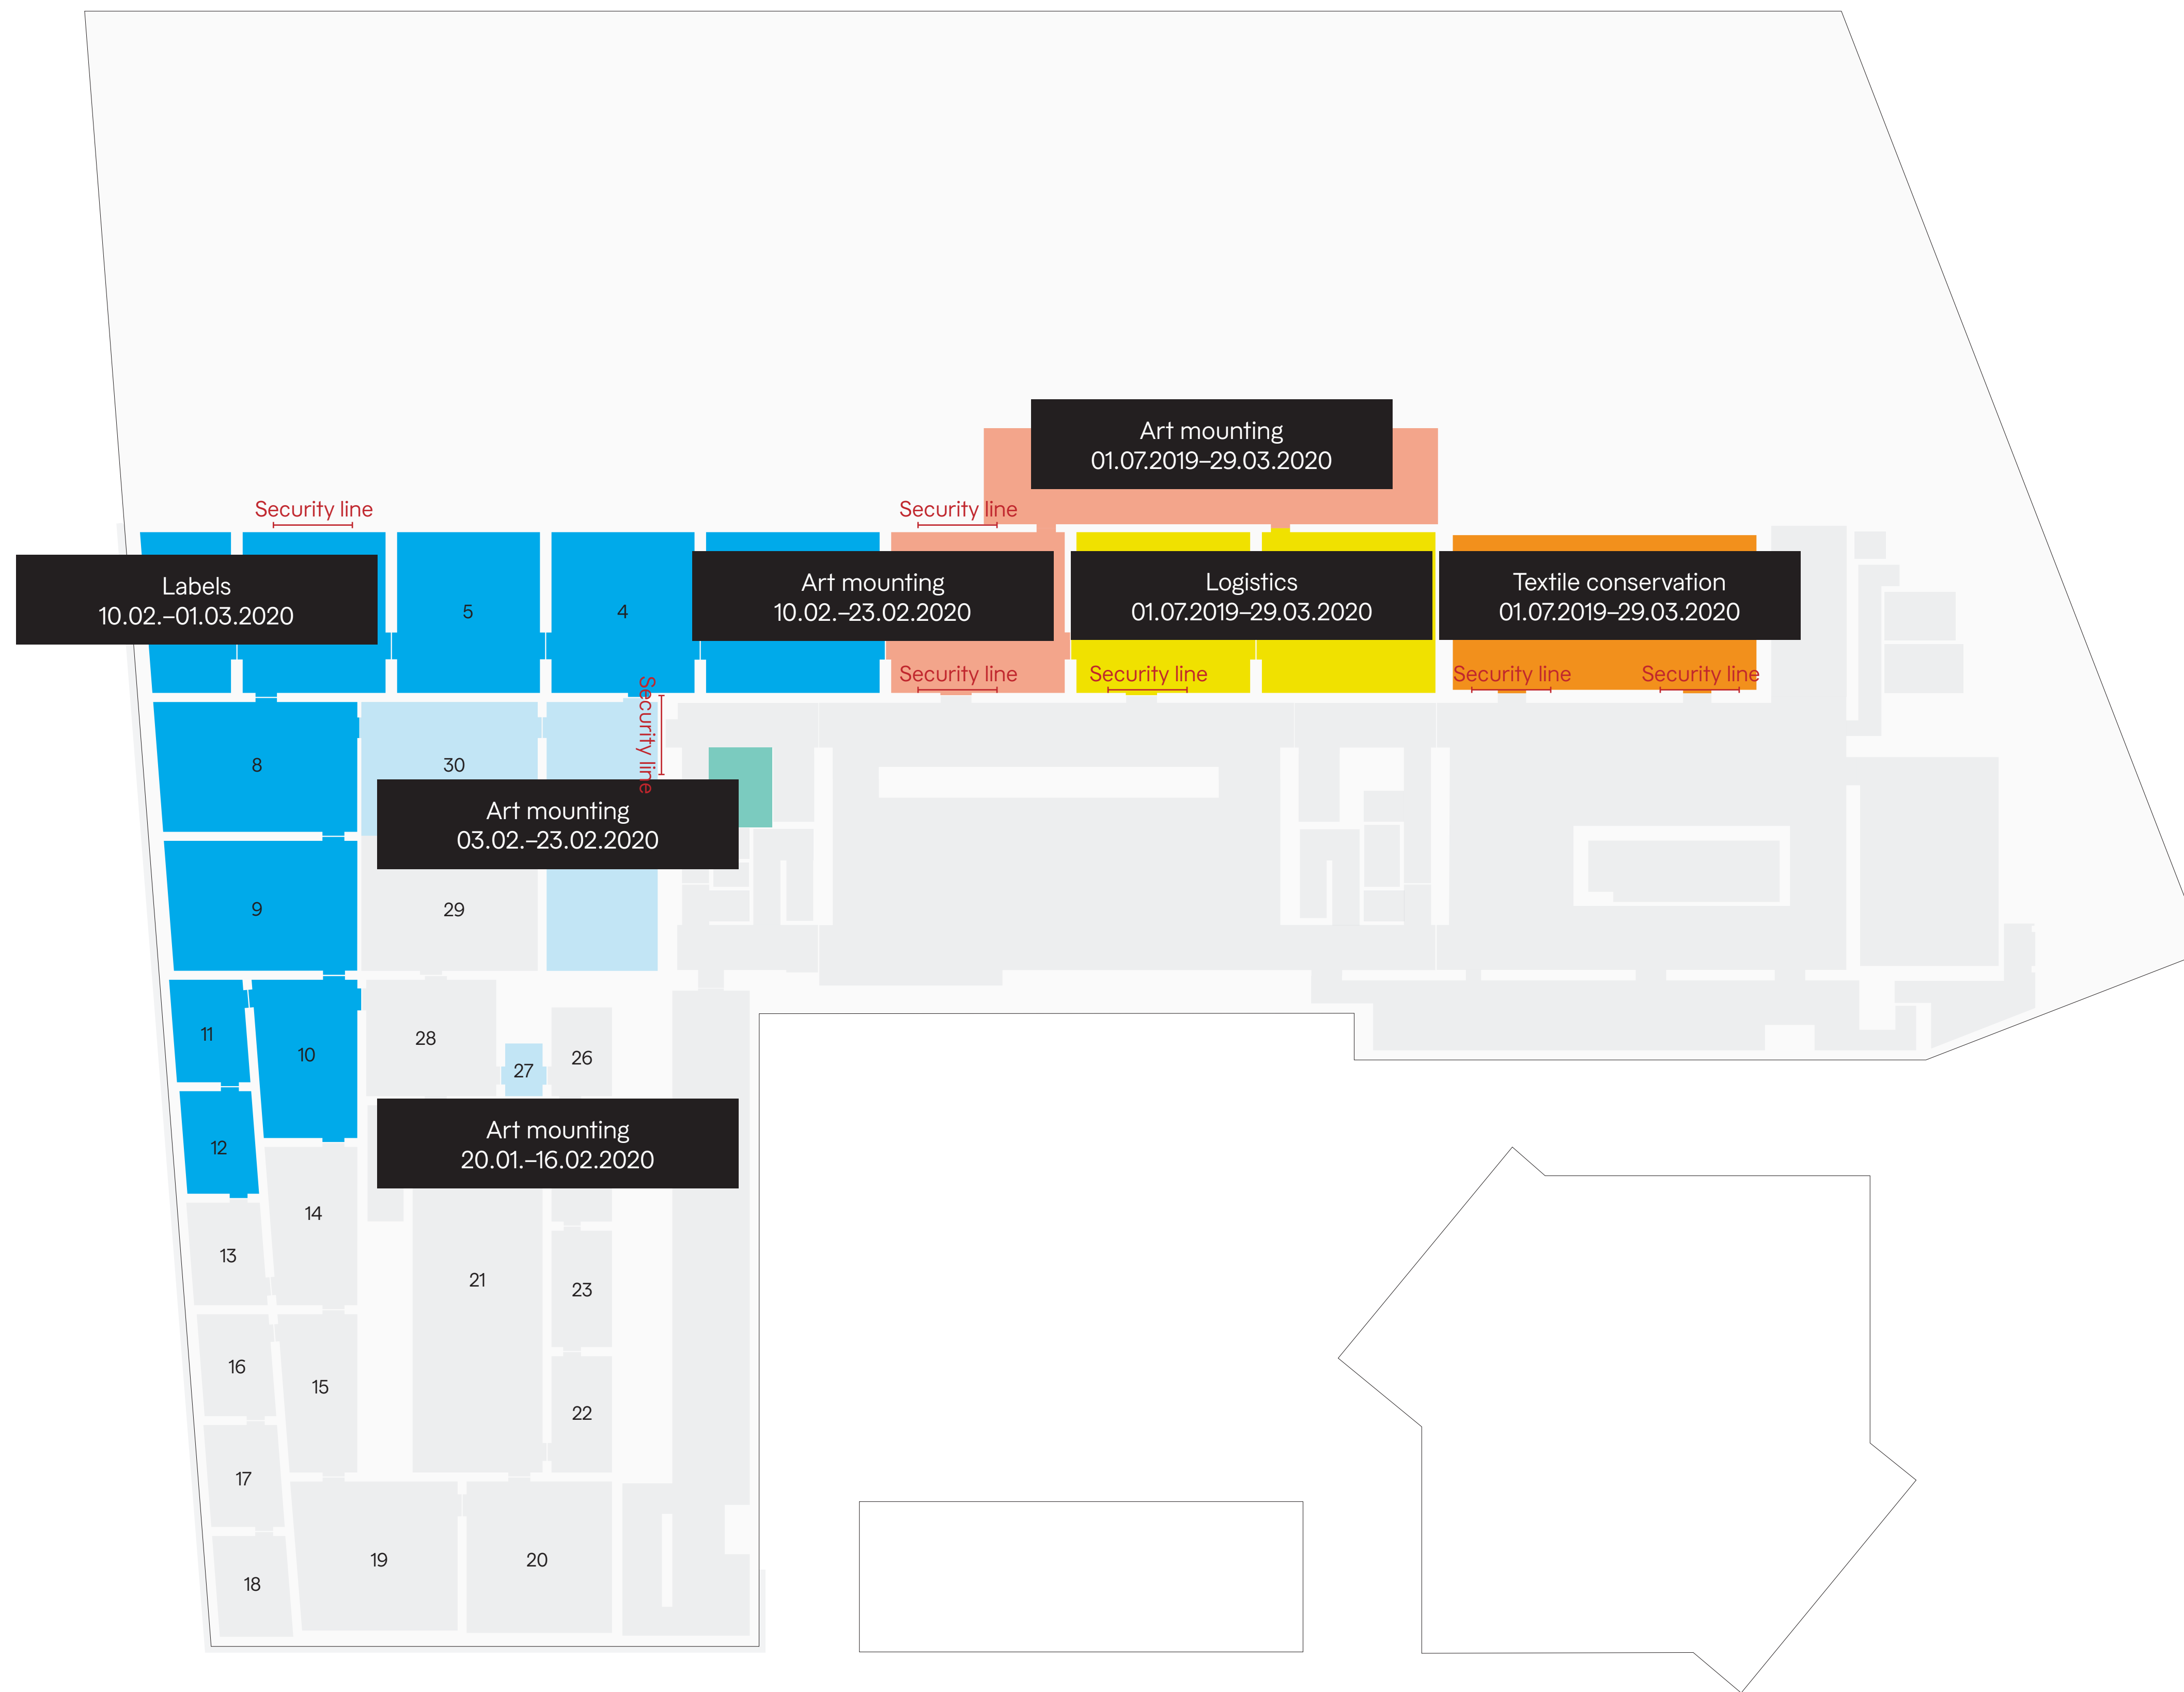 Art mounting
01.07.2019–29.03.2020
Security line
Security line
Labels
10.02.–01.03.2020
5
4
Art mounting
10.02.–23.02.2020
Logistics
01.07.2019–29.03.2020
Textile conservation
01.07.2019–29.03.2020
Security line
Security line
Security line
Security line
Security line
8
30
Art mounting
03.02.–23.02.2020
9
29
11
10
28
27
26
12
Art mounting
20.01.–16.02.2020
14
13
21
23
16
15
22
17
19
20
18